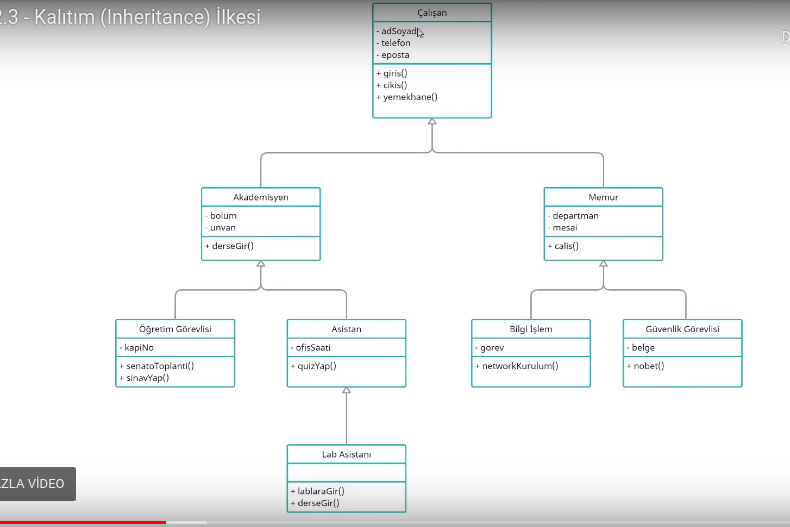 2.3 - Kalıtım (Inheritance) İlkesi
Çalışan
- adSoyad
- telefon
- eposta
+ giris()
+ cikis()
+ yemekhane()
Akademisyen
- bolum
- unvan
+ derseGir()
Memur
- departman
- mesai
+ calis()
Öğretim Görevlisi
- kapiNo
+ senatoToplanti()
+ sinavYap()
Asistan
- ofisSaati
+ quizYap()
Bilgi İşlem
- gorev
+ networkKurulum()
Güvenlik Görevlisi
- belge
+ nobet()
Lab Asistanı
+ lablaraGir()
+ derseGir()
AZLA VİDEO